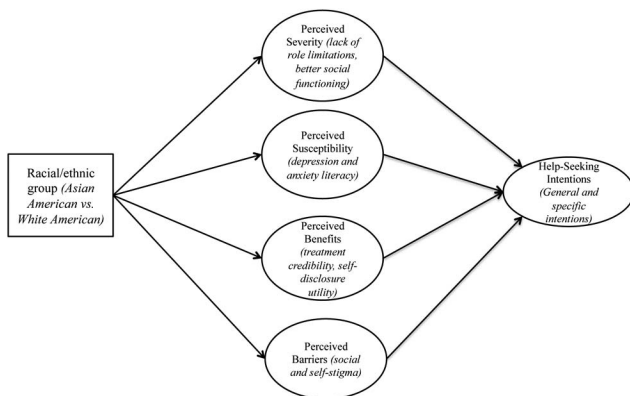 Perceived
Severity (lack of
role limitations,
better social
functioning)
Perceived
Susceptibility
(depression and
anxiety literacy)
Racial/ethnic
group (Asian
American vs.
White American)
Help-Seeking
Intentions
(General and
specific
intentions)
Perceived
Benefits
(treatment
credibility, self-
disclosure
utility)
Perceived
Barriers (social
and self-stigma)